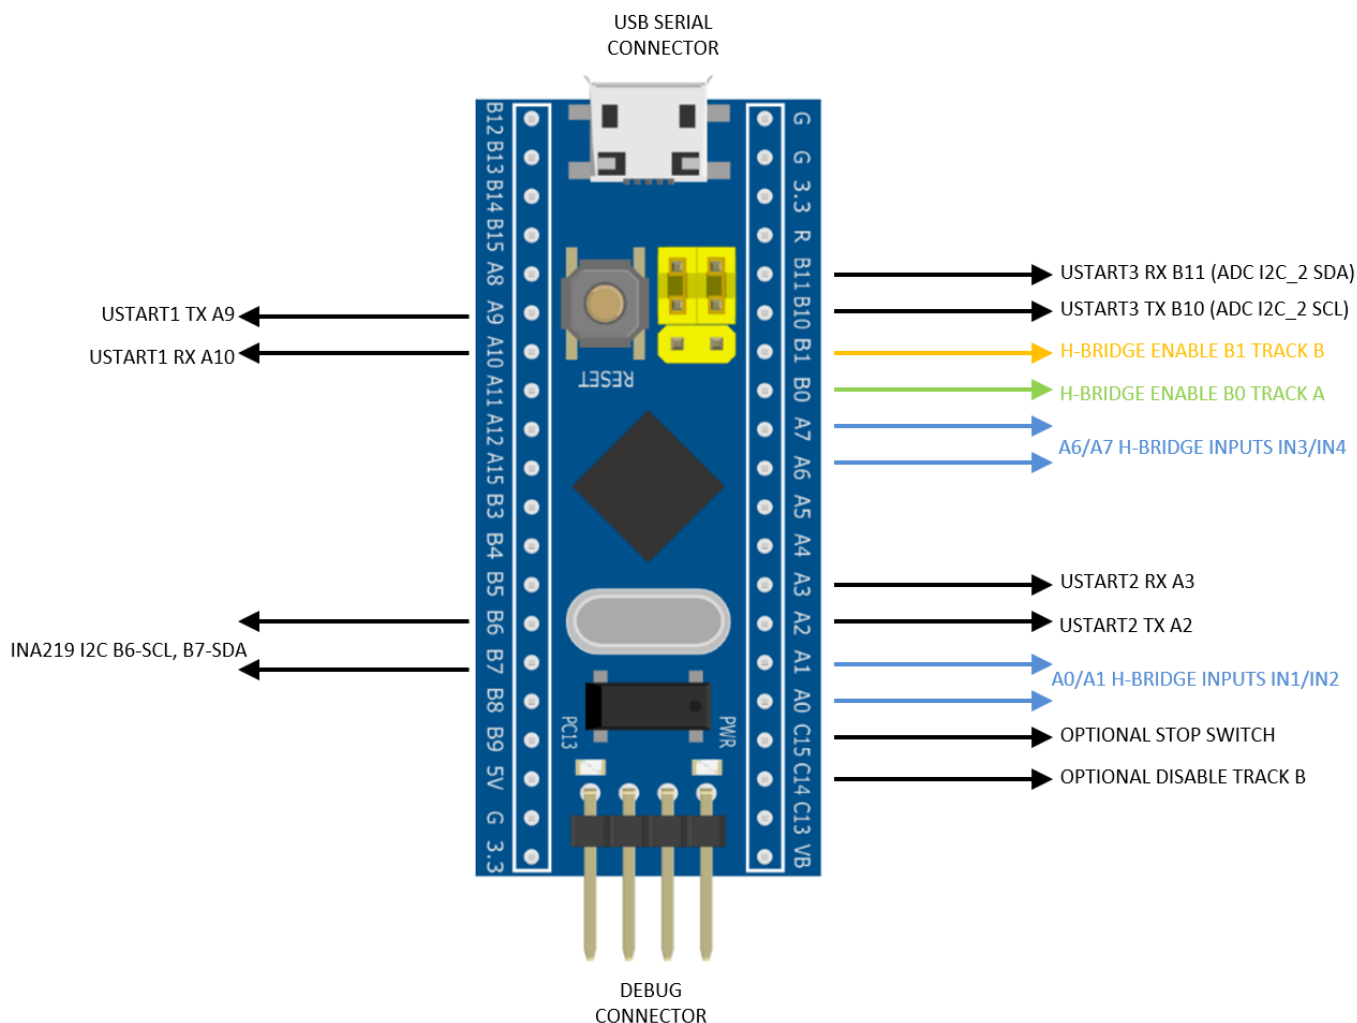 USB SERIAL
CONNECTOR
B12
B13
B14
B15
A8
A9
A10
A11
A12
A15
B3
B4
B5
B6
B7
B8
B9
5V
G
3.3
G
G
3.3
R
B11
B10
B1
B0
A7
A6
A5
A4
A3
A2
A1
A0
C15
C14
C13
VB
RESET
PC13
PWR
USTART1 TX A9
USTART1 RX A10
INA219 I2C B6-SCL, B7-SDA
USTART3 RX B11 (ADC I2C_2 SDA)
USTART3 TX B10 (ADC I2C_2 SCL)
H-BRIDGE ENABLE B1 TRACK B
H-BRIDGE ENABLE B0 TRACK A
A6/A7 H-BRIDGE INPUTS IN3/IN4
USTART2 RX A3
USTART2 TX A2
A0/A1 H-BRIDGE INPUTS IN1/IN2
OPTIONAL STOP SWITCH
OPTIONAL DISABLE TRACK B
DEBUG
CONNECTOR